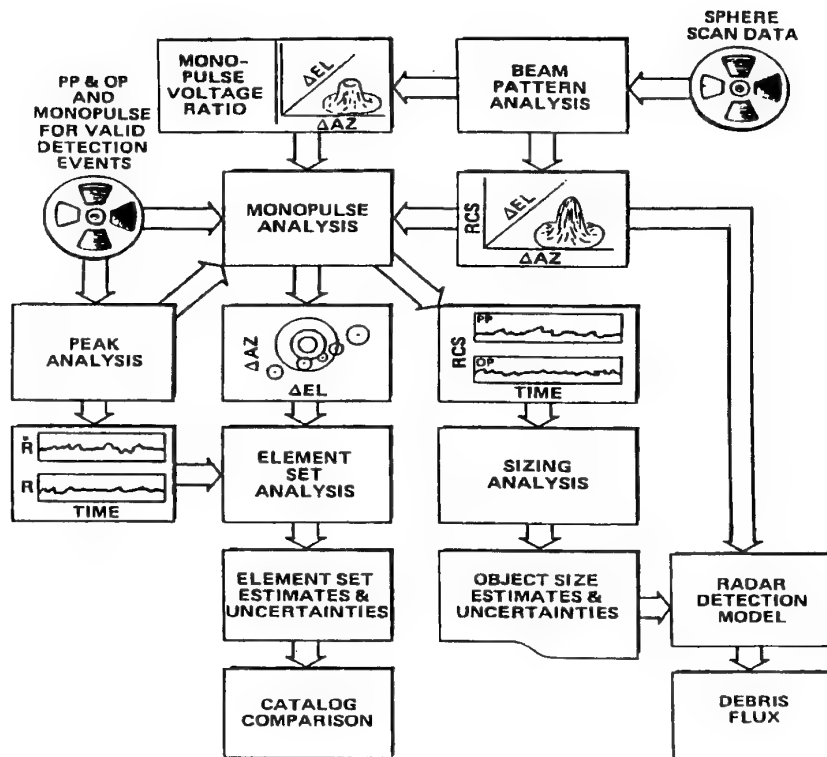 SPHERE
SCAN DATA
MONO-
PULSE
VOLTAGE
RATIO
ΔEL
ΔAZ
BEAM
PATTERN
ANALYSIS
PP & OP
AND
MONOPULSE
FOR VALID
DETECTION
EVENTS
MONOPULSE
ANALYSIS
RCS
ΔEL
ΔAZ
PEAK
ANALYSIS
ΔAZ
ΔEL
RCS
PP
OP
TIME
R
R
TIME
ELEMENT
SET
ANALYSIS
SIZING
ANALYSIS
ELEMENT SET
ESTIMATES &
UNCERTAINTIES
OBJECT SIZE
ESTIMATES &
UNCERTAINTIES
RADAR
DETECTION
MODEL
CATALOG
COMPARISON
DEBRIS
FLUX